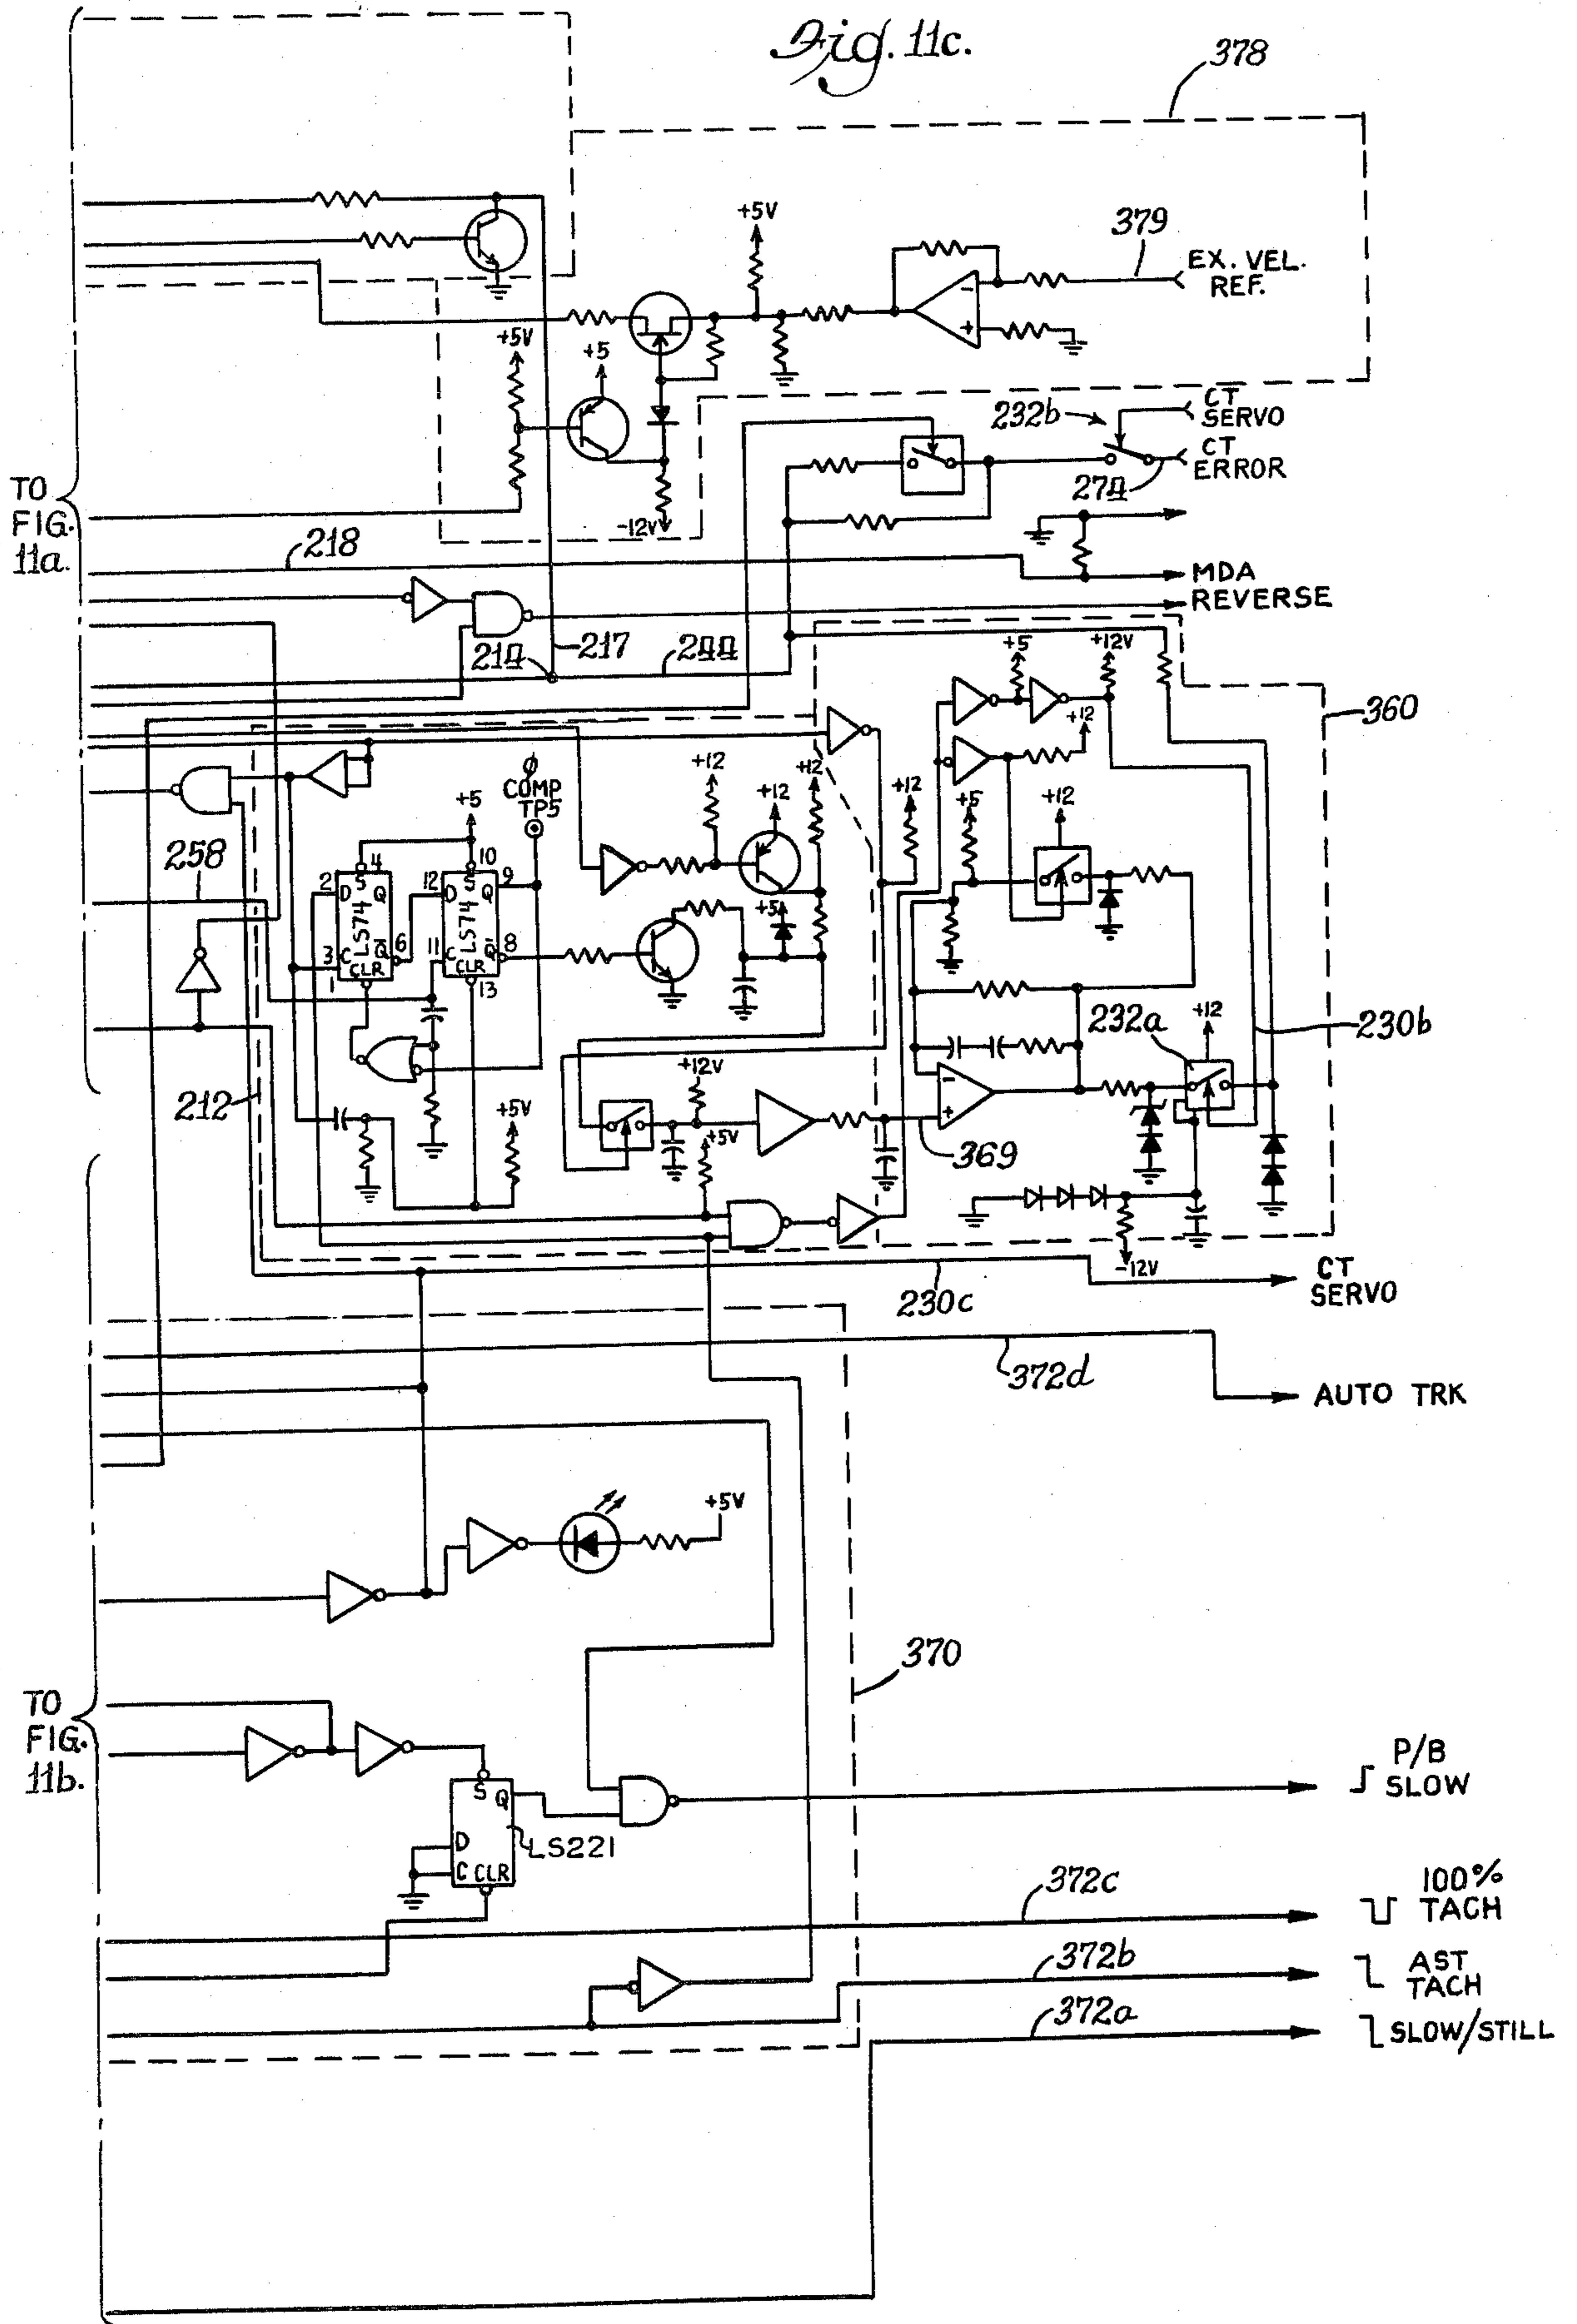 Fig. 11c.
378
379
EX. VEL.
REF.
+5V
+5V
+5
-12V
232b
CT
SERVO
CT
ERROR
274
TO
FIG.
11a.
218
MDA
REVERSE
214
217
244
+5
+12V
+12
360
ϕ
COMP
TP5
+5
+12
+12
+12
+12
+5
+12
258
4
S
2
D
Q
LS74
3
C
Q̅
6
CLR
1
10
S
12
D
Q
9
LS74
11
C
Q̅
8
CLR
13
+5
232a
+12
230b
212
+5V
+12V
+5V
369
-12V
230c
CT
SERVO
372d
AUTO TRK
+5V
370
TO
FIG.
11b.
S
Q
D
C CLR
LS221
P/B
SLOW
372c
100%
TACH
372b
AST
TACH
372a
SLOW/STILL